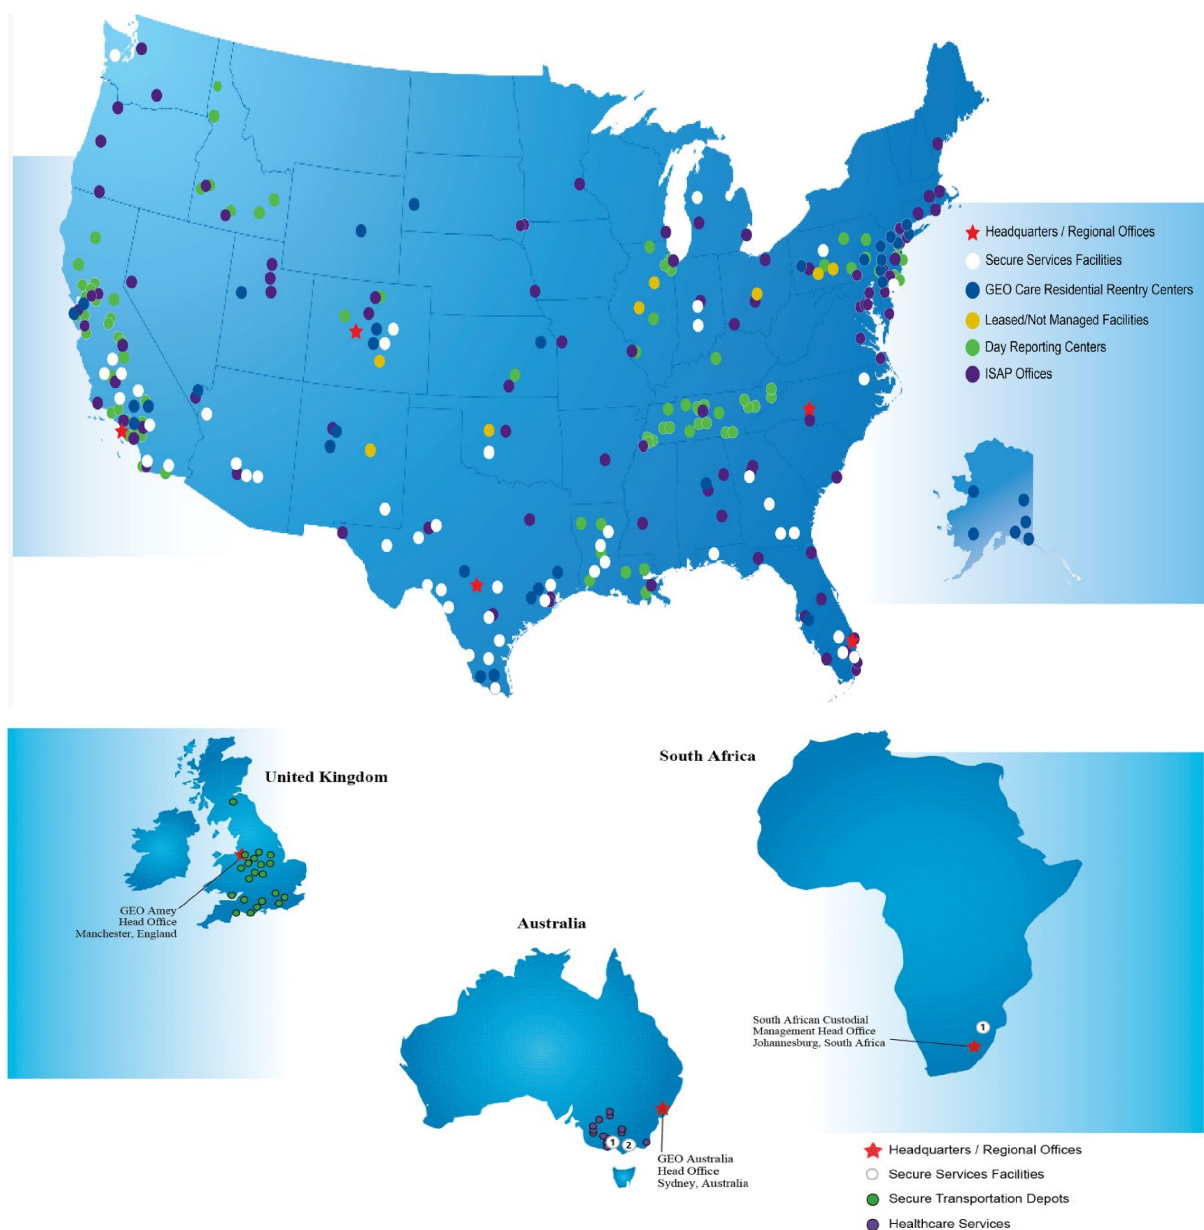 Headquarters / Regional Offices
Secure Services Facilities
GEO Care Residential Reentry Centers
Leased/Not Managed Facilities
Day Reporting Centers
ISAP Offices
United Kingdom
GEO Amey
Head Office
Manchester, England
South Africa
South African Custodial
Management Head Office
Johannesburg, South Africa
1
Australia
1
2
GEO Australia
Head Office
Sydney, Australia
Headquarters / Regional Offices
Secure Services Facilities
Secure Transportation Depots
Healthcare Services